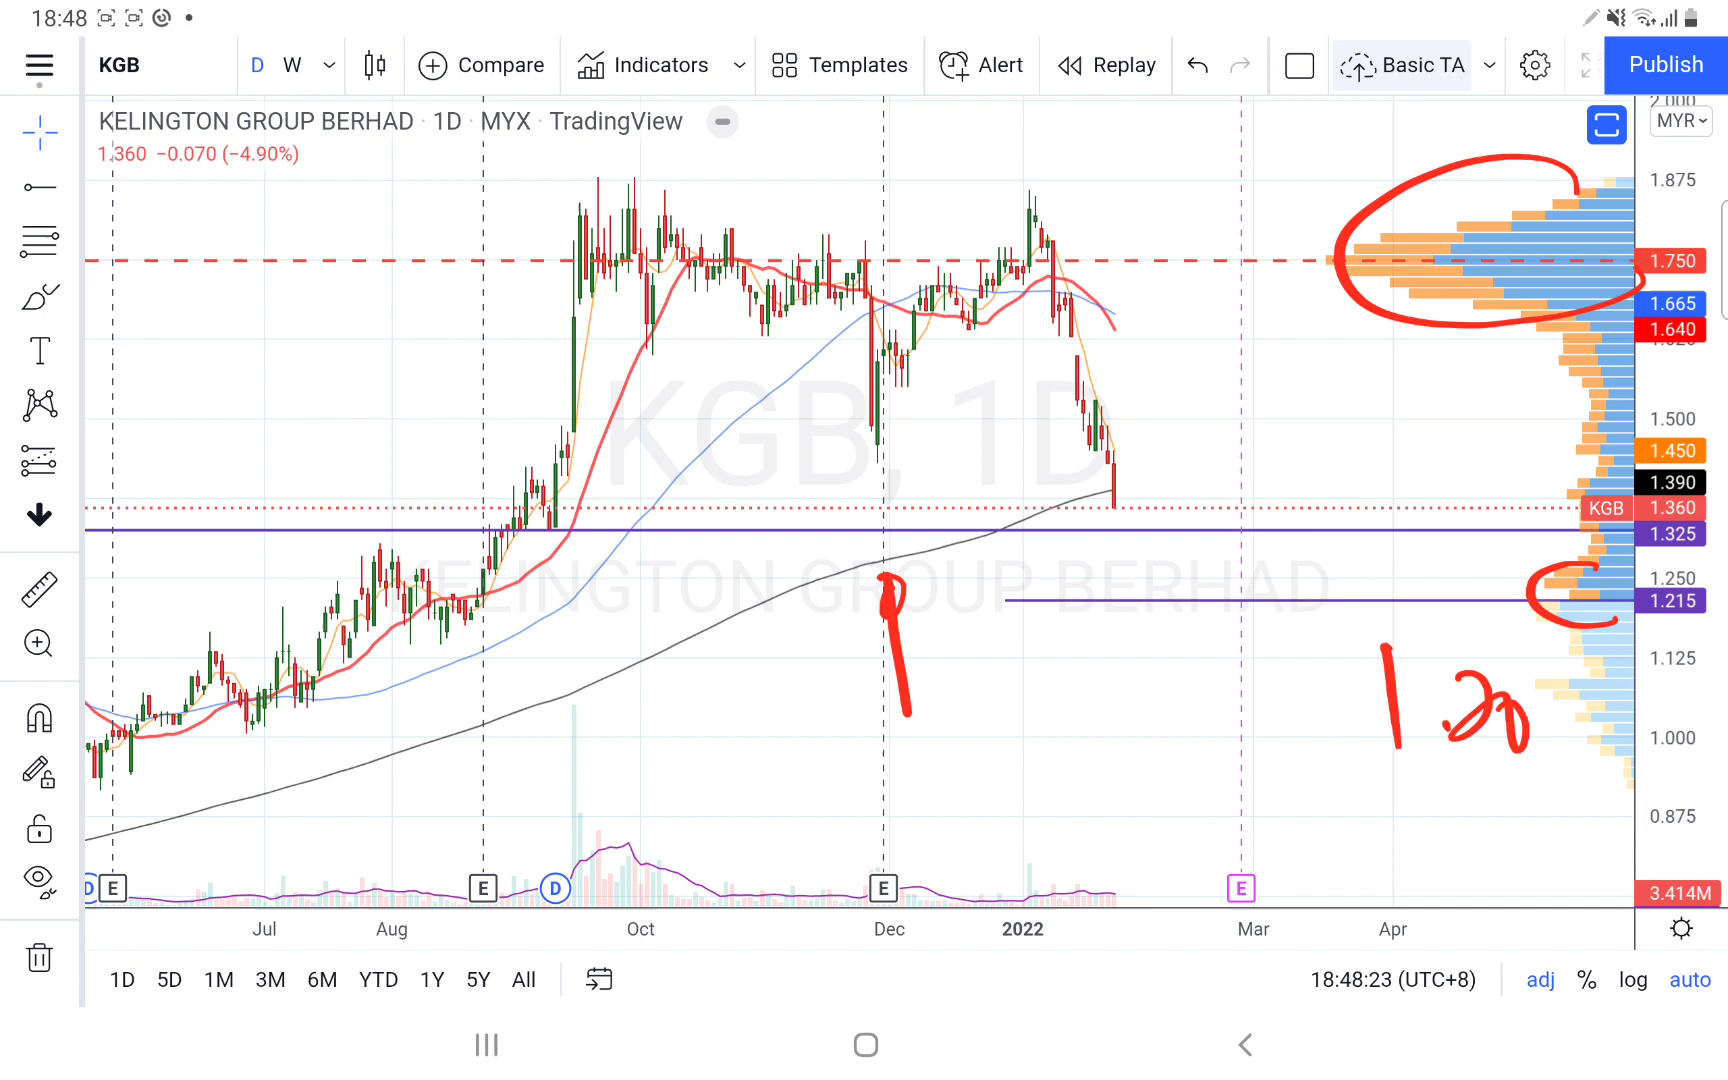 18:48
KGB D W Compare Indicators Templates Alert Replay Basic TA Publish
KELINGTON GROUP BERHAD · 1D · MYX · TradingView
1.360 −0.070 (−4.90%)
MYR
2.000
1.875
1.750
1.665
1.640
1.500
1.450
1.390
KGB 1.360
1.325
1.250
1.215
1.125
1.000
0.875
3.414M
KGB, 1D
KELINGTON GROUP BERHAD
D E E D E E
Jul Aug Oct Dec 2022 Mar Apr
1D 5D 1M 3M 6M YTD 1Y 5Y All 18:48:23 (UTC+8) adj % log auto